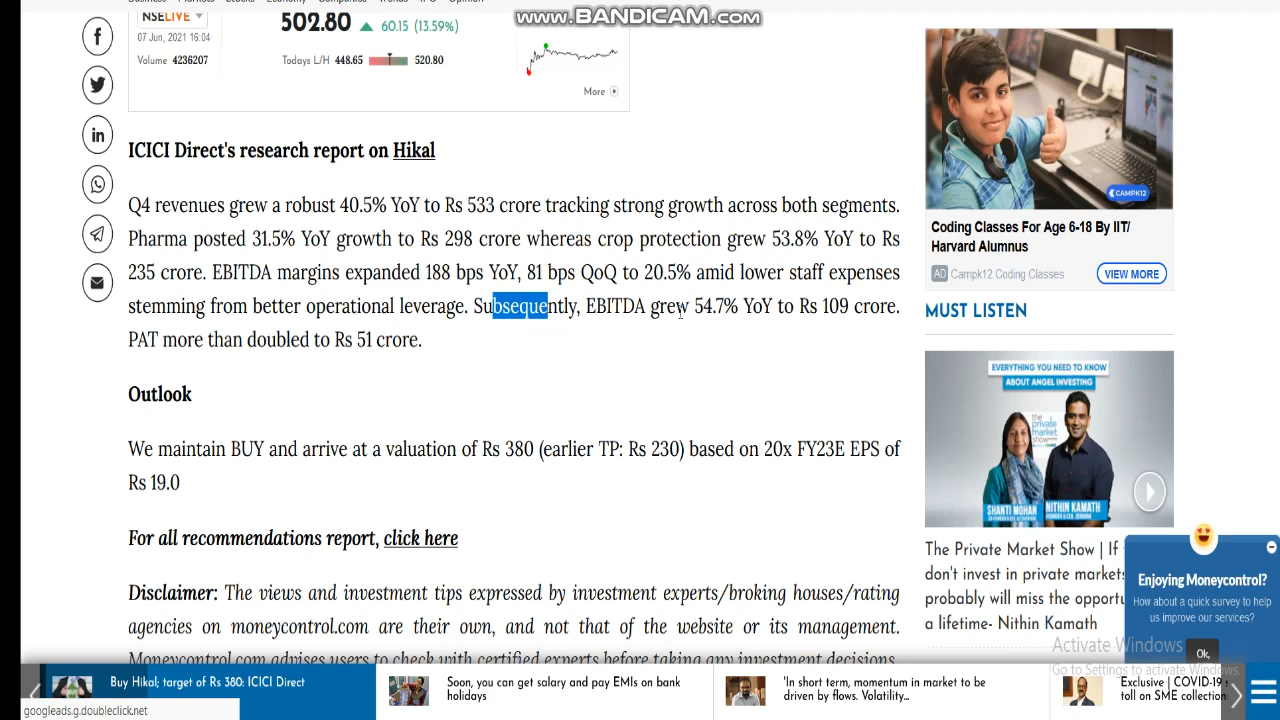 Business Markets Stocks Economy Companies Trends IPO Opinion
www.BANDICAM.com
NSELIVE
502.80 60.15 (13.59%)
07 Jun, 2021 16:04
Volume 4236207
Todays L/H 448.65 520.80
More
ICICI Direct's research report on Hikal
Q4 revenues grew a robust 40.5% YoY to Rs 533 crore tracking strong growth across both segments.
Pharma posted 31.5% YoY growth to Rs 298 crore whereas crop protection grew 53.8% YoY to Rs
235 crore. EBITDA margins expanded 188 bps YoY, 81 bps QoQ to 20.5% amid lower staff expenses
stemming from better operational leverage. Subsequently, EBITDA grew 54.7% YoY to Rs 109 crore.
PAT more than doubled to Rs 51 crore.
Outlook
We maintain BUY and arrive at a valuation of Rs 380 (earlier TP: Rs 230) based on 20x FY23E EPS of
Rs 19.0
For all recommendations report, click here
Disclaimer: The views and investment tips expressed by investment experts/broking houses/rating
agencies on moneycontrol.com are their own, and not that of the website or its management.
Moneycontrol.com advises users to check with certified experts before taking any investment decisions.
CAMPK12
Coding Classes For Age 6-18 By IIT/
Harvard Alumnus
AD Campk12 Coding Classes
VIEW MORE
MUST LISTEN
EVERYTHING YOU NEED TO KNOW
ABOUT ANGEL INVESTING
the
private
market
show
SHANTI MOHAN
NITHIN KAMATH
The Private Market Show | If
don't invest in private markets
probably will miss the opportu
a lifetime- Nithin Kamath
Enjoying Moneycontrol?
How about a quick survey to help
us improve our services?
Ok,
Activate Windows
Go to Settings to activate Windows.
Buy Hikal; target of Rs 380: ICICI Direct
Soon, you can get salary and pay EMIs on bank
holidays
'In short term, momentum in market to be
driven by flows. Volatility...
Exclusive | COVID-19
toll on SME collection
googleads.g.doubleclick.net